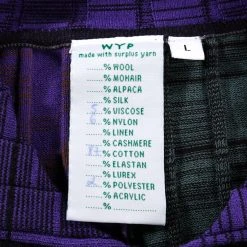 WYP
made with surplus yarn
L
......% WOOL
......% MOHAIR
......% ALPACA
......% SILK
......% VISCOSE
......% NYLON
......% LINEN
......% CASHMERE
......% COTTON
......% ELASTAN
......% LUREX
......% POLYESTER
......% ACRYLIC
......%